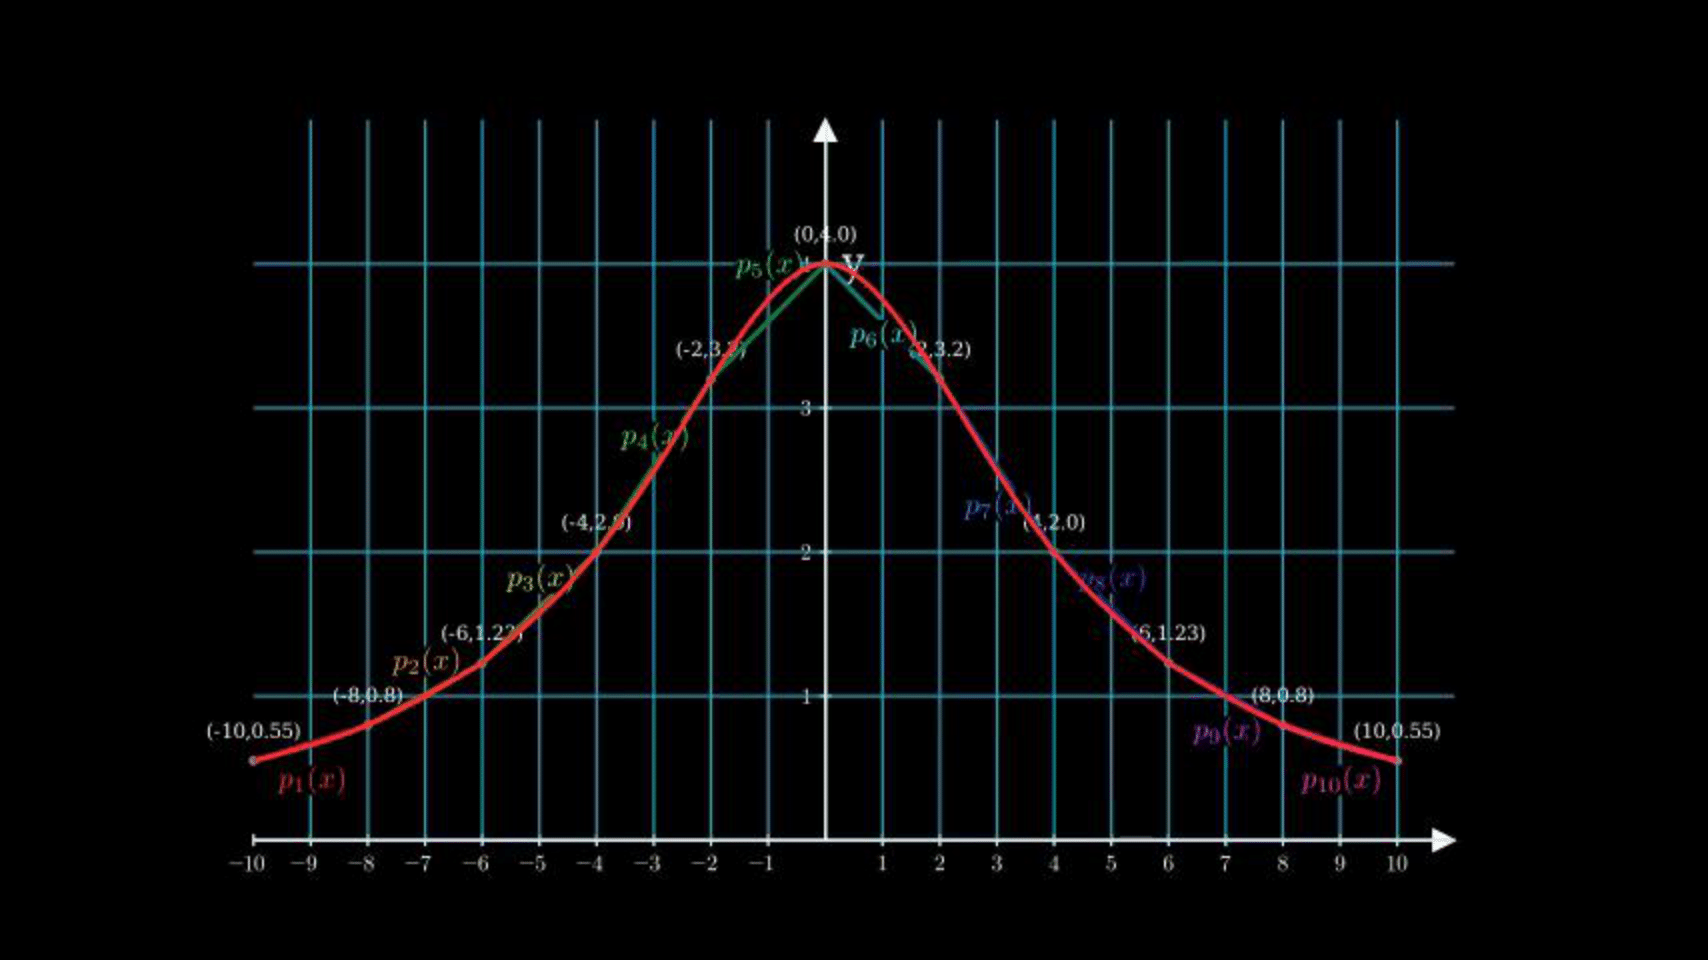 (0,4.0)
p₅(x)
y
p₆(x)
(-2,3.2)
2,3.2)
3
p₄(x)
p₇(x)
(-4,2.0)
(4,2.0)
2
p₃(x)
p₈(x)
(-6,1.23)
(6,1.23)
p₂(x)
(-8,0.8)
1
(8,0.8)
(-10,0.55)
p₉(x)
(10,0.55)
p₁(x)
p₁₀(x)
−10 −9 −8 −7 −6 −5 −4 −3 −2 −1 1 2 3 4 5 6 7 8 9 10